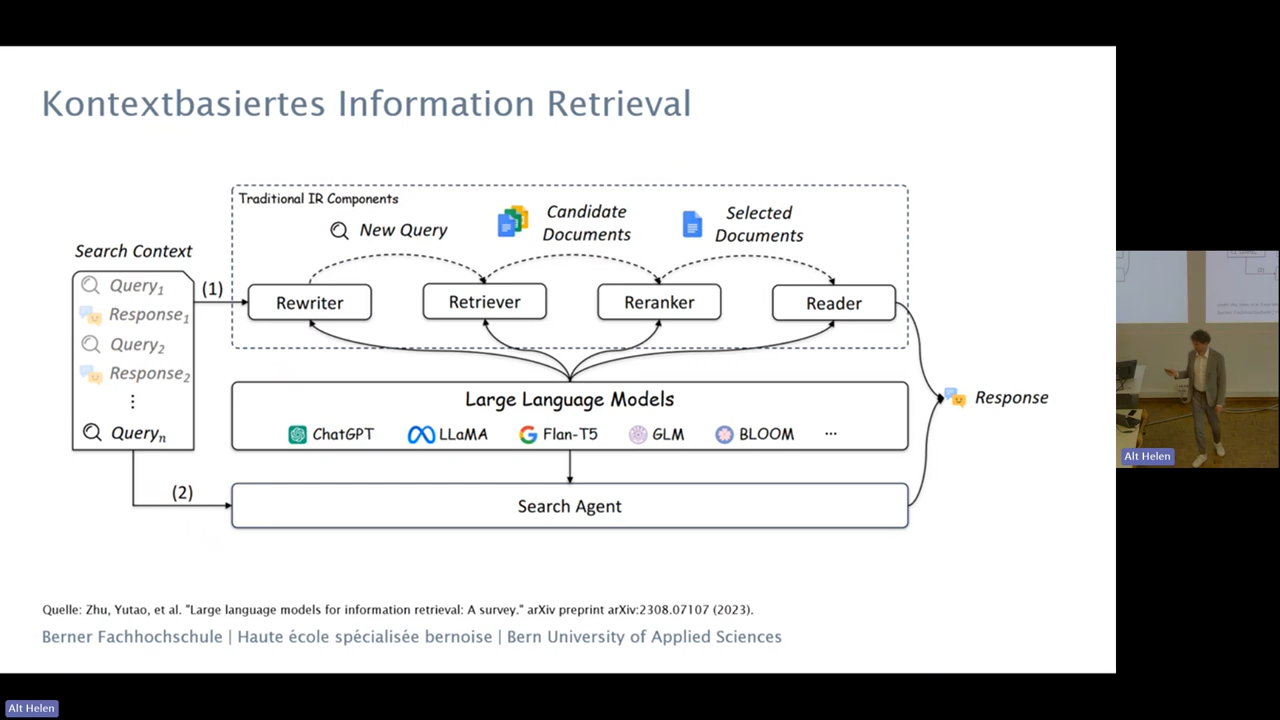 Kontextbasiertes Information Retrieval
Traditional IR Components
New Query
Candidate
Documents
Selected
Documents
Search Context
Query1
Response1
Query2
Response2
⋮
Queryn
(1)
Rewriter
Retriever
Reranker
Reader
Large Language Models
ChatGPT
LLaMA
Flan-T5
GLM
BLOOM
...
Response
(2)
Search Agent
Quelle: Zhu, Yutao, et al. "Large language models for information retrieval: A survey." arXiv preprint arXiv:2308.07107 (2023).
Berner Fachhochschule | Haute école spécialisée bernoise | Bern University of Applied Sciences
Alt Helen
Alt Helen